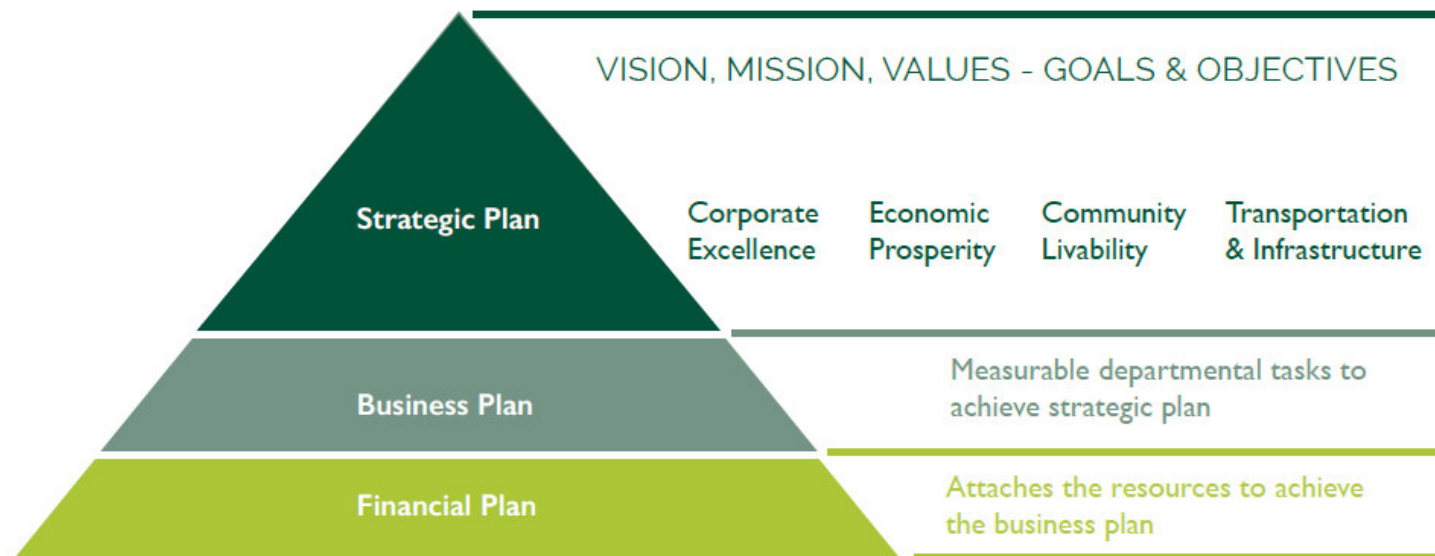 VISION, MISSION, VALUES - GOALS & OBJECTIVES
Strategic Plan
Corporate
Excellence
Economic
Prosperity
Community
Livability
Transportation
& Infrastructure
Business Plan
Measurable departmental tasks to
achieve strategic plan
Financial Plan
Attaches the resources to achieve
the business plan